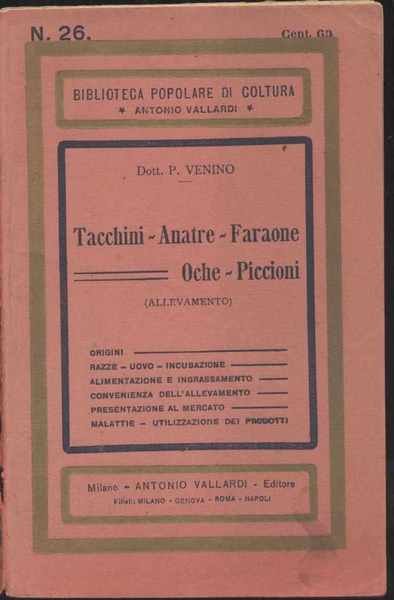 N. 26.
Cent. 60
BIBLIOTECA POPOLARE DI COLTURA
* ANTONIO VALLARDI *
Dott. P. VENINO
Tacchini - Anatre - Faraone
Oche - Piccioni
(ALLEVAMENTO)
ORIGINI
RAZZE - UOVO - INCUBAZIONE
ALIMENTAZIONE E INGRASSAMENTO
CONVENIENZA DELL'ALLEVAMENTO
PRESENTAZIONE AL MERCATO
MALATTIE - UTILIZZAZIONE DEI PRODOTTI
Milano - ANTONIO VALLARDI - Editore
Filiali: MILANO - GENOVA - ROMA - NAPOLI